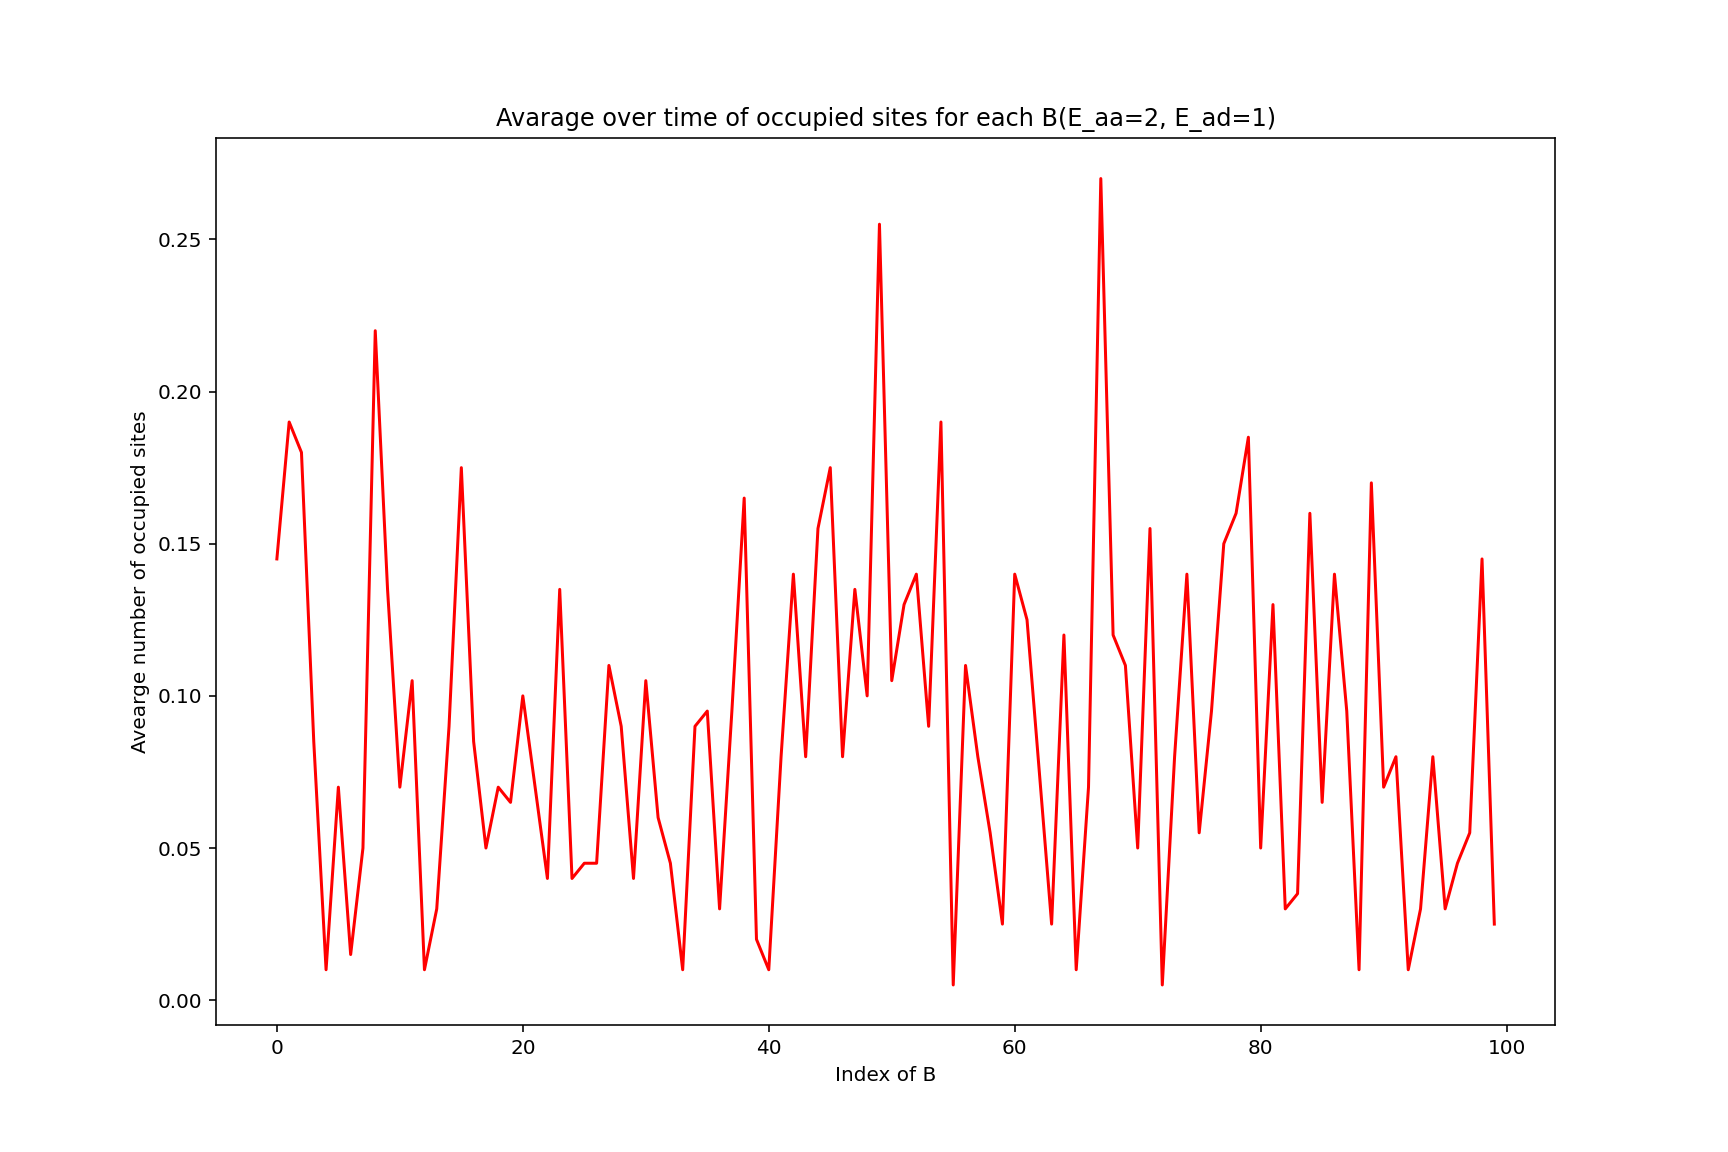 Avarage over time of occupied sites for each B(E_aa=2, E_ad=1)
Avearge number of occupied sites
0.25
0.20
0.15
0.10
0.05
0.00
0 20 40 60 80 100
Index of B